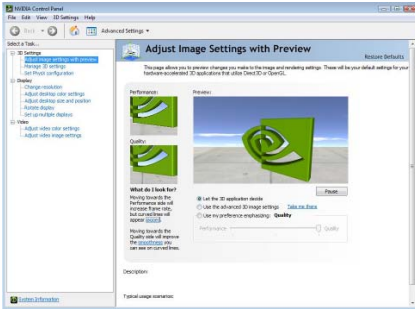 NVIDIA Control Panel
File Edit View 3D Settings Help
Back
Advanced Settings
Select a Task...
3D Settings
Adjust image settings with preview
Manage 3D settings
Set PhysX configuration
Display
Change resolution
Adjust desktop color settings
Adjust desktop size and position
Rotate display
Set up multiple displays
Video
Adjust video color settings
Adjust video image settings
System Information
Adjust Image Settings with Preview
Restore Defaults
This page allows you to preview changes you make to the image and rendering settings. These will be your default settings for your
hardware-accelerated 3D applications that utilize Direct3D or OpenGL.
Performance:
Preview:
Quality:
Pause
What do I look for?
Moving towards the
Performance side will
increase frame rate,
but curved lines will
appear
Moving towards the
Quality side will improve
the smoothness you
can see on curved lines.
Let the 3D application decide
Use the advanced 3D image settings Take me there
Use my preference emphasizing: Quality
Performance Quality
Description:
Typical usage scenarios: